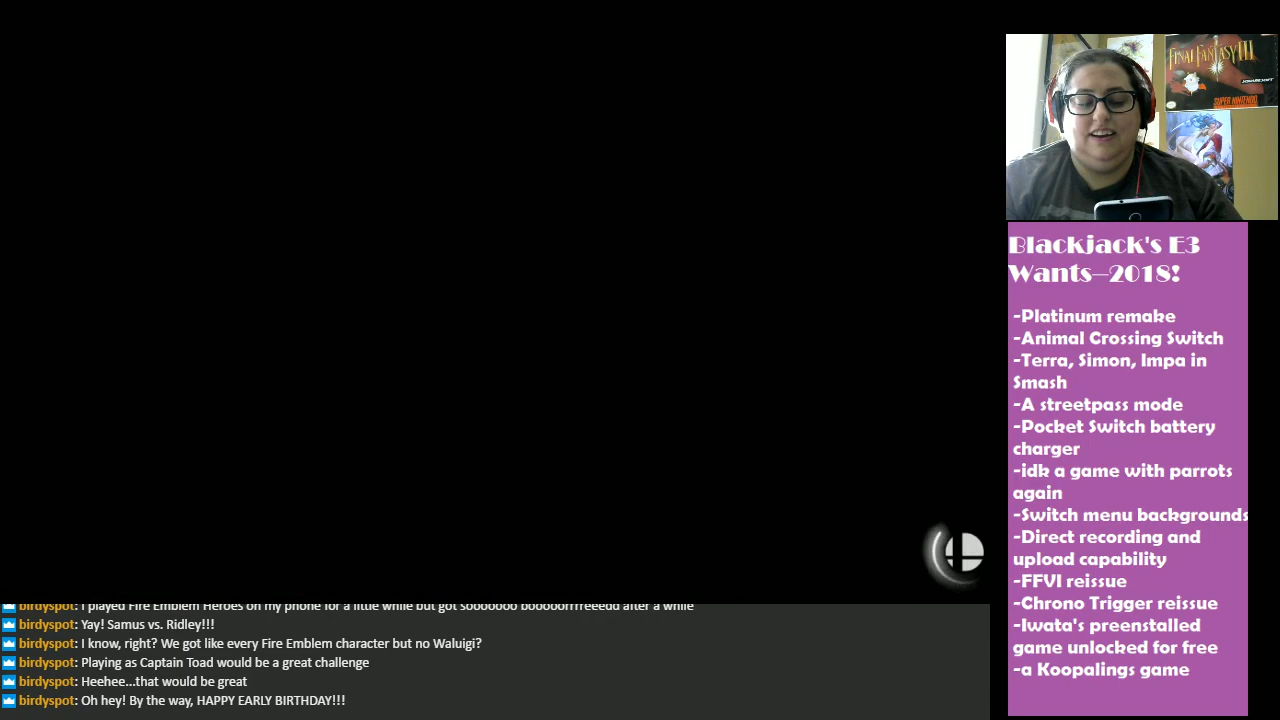 FINAL FANTASY III
SUPER NINTENDO
Blackjack's E3
Wants—2018!
-Platinum remake
-Animal Crossing Switch
-Terra, Simon, Impa in
Smash
-A streetpass mode
-Pocket Switch battery
charger
-idk a game with parrots
again
-Switch menu backgrounds
-Direct recording and
upload capability
-FFVI reissue
-Chrono Trigger reissue
-Iwata's preenstalled
game unlocked for free
-a Koopalings game
birdyspot: I played Fire Emblem Heroes on my phone for a little while but got sooooooo booooorrrreeedd after a while
birdyspot: Yay! Samus vs. Ridley!!!
birdyspot: I know, right? We got like every Fire Emblem character but no Waluigi?
birdyspot: Playing as Captain Toad would be a great challenge
birdyspot: Heehee...that would be great
birdyspot: Oh hey! By the way, HAPPY EARLY BIRTHDAY!!!